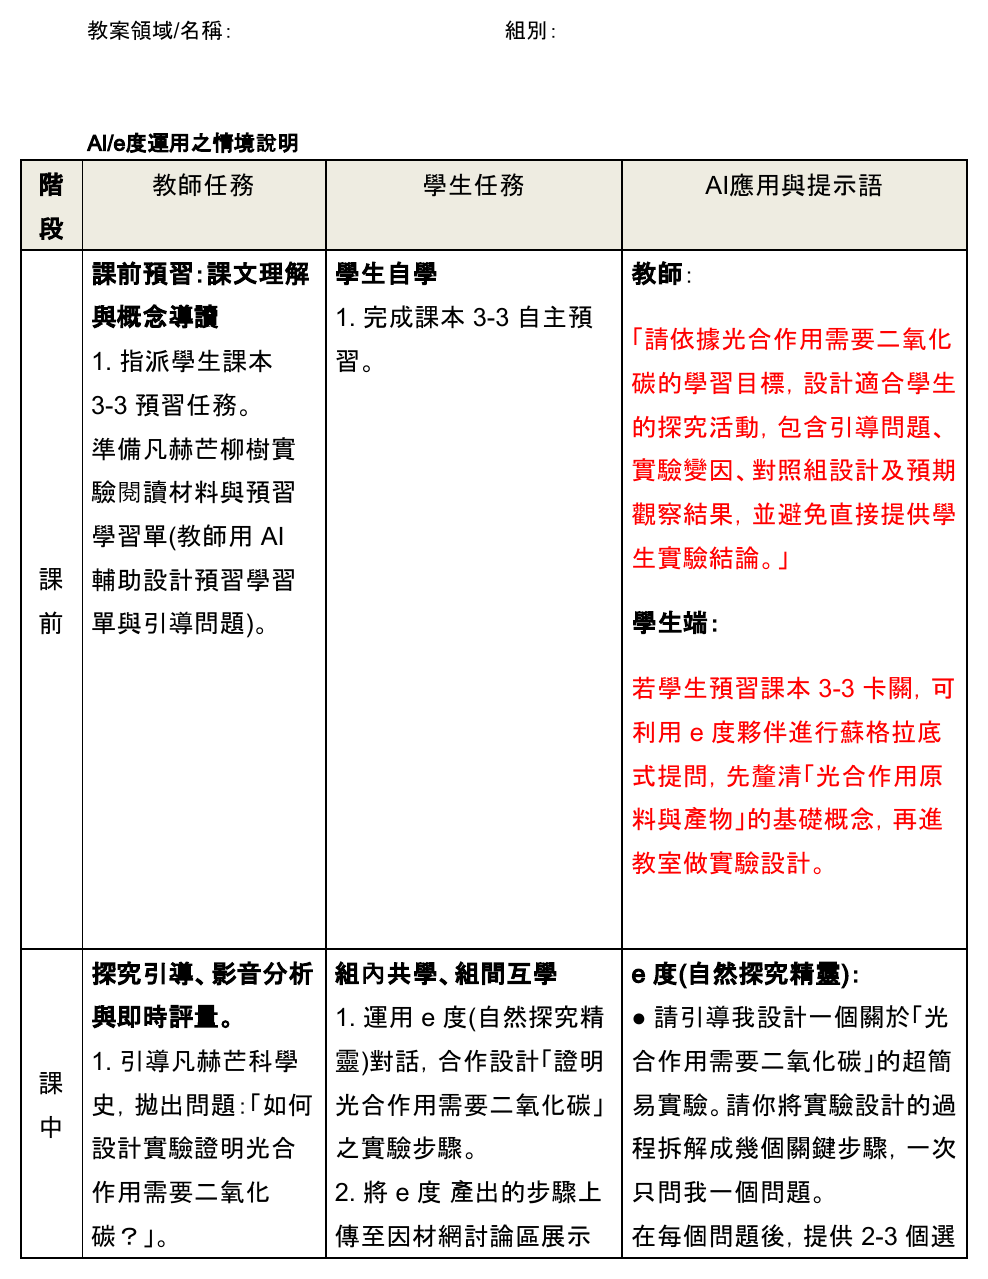 教案領域/名稱：
組別：
AI/e度運用之情境說明
階段
教師任務
學生任務
AI應用與提示語
課前
課前預習：課文理解
與概念導讀
1. 指派學生課本
3-3 預習任務。
準備凡赫芒柳樹實
驗閱讀材料與預習
學習單(教師用 AI
輔助設計預習學習
單與引導問題)。
學生自學
1. 完成課本 3-3 自主預
習。
教師：
「請依據光合作用需要二氧化
碳的學習目標，設計適合學生
的探究活動，包含引導問題、
實驗變因、對照組設計及預期
觀察結果，並避免直接提供學
生實驗結論。」
學生端：
若學生預習課本 3-3 卡關，可
利用 e 度夥伴進行蘇格拉底
式提問，先釐清「光合作用原
料與產物」的基礎概念，再進
教室做實驗設計。
課中
探究引導、影音分析
與即時評量。
1. 引導凡赫芒科學
史，拋出問題：「如何
設計實驗證明光合
作用需要二氧化
碳？」。
組內共學、組間互學
1. 運用 e 度(自然探究精
靈)對話，合作設計「證明
光合作用需要二氧化碳」
之實驗步驟。
2. 將 e 度 產出的步驟上
傳至因材網討論區展示
e 度(自然探究精靈)：
● 請引導我設計一個關於「光
合作用需要二氧化碳」的超簡
易實驗。請你將實驗設計的過
程拆解成幾個關鍵步驟，一次
只問我一個問題。
在每個問題後，提供 2-3 個選